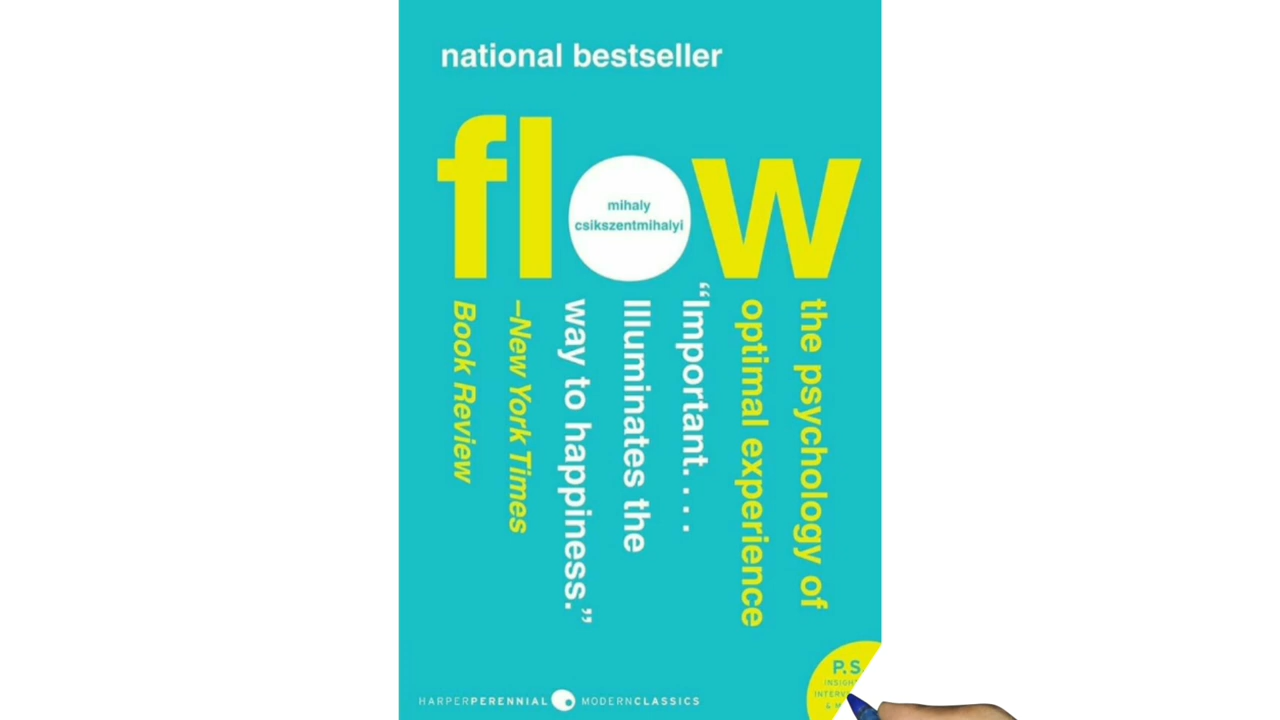 national bestseller
flow
mihaly
csikszentmihalyi
the psychology of
optimal experience
“Important. . . .
Illuminates the
way to happiness.”
–New York Times
Book Review
P.S.
HARPERPERENNIAL MODERNCLASSICS